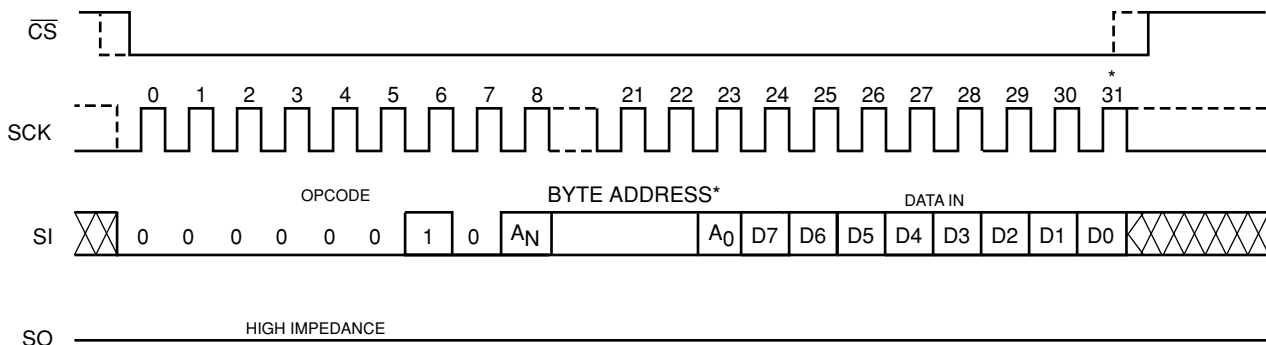 CS
*
0 1 2 3 4 5 6 7 8 21 22 23 24 25 26 27 28 29 30 31
SCK
OPCODE BYTE ADDRESS* DATA IN
SI 0 0 0 0 0 0 1 0 AN A0 D7 D6 D5 D4 D3 D2 D1 D0
HIGH IMPEDANCE
SO